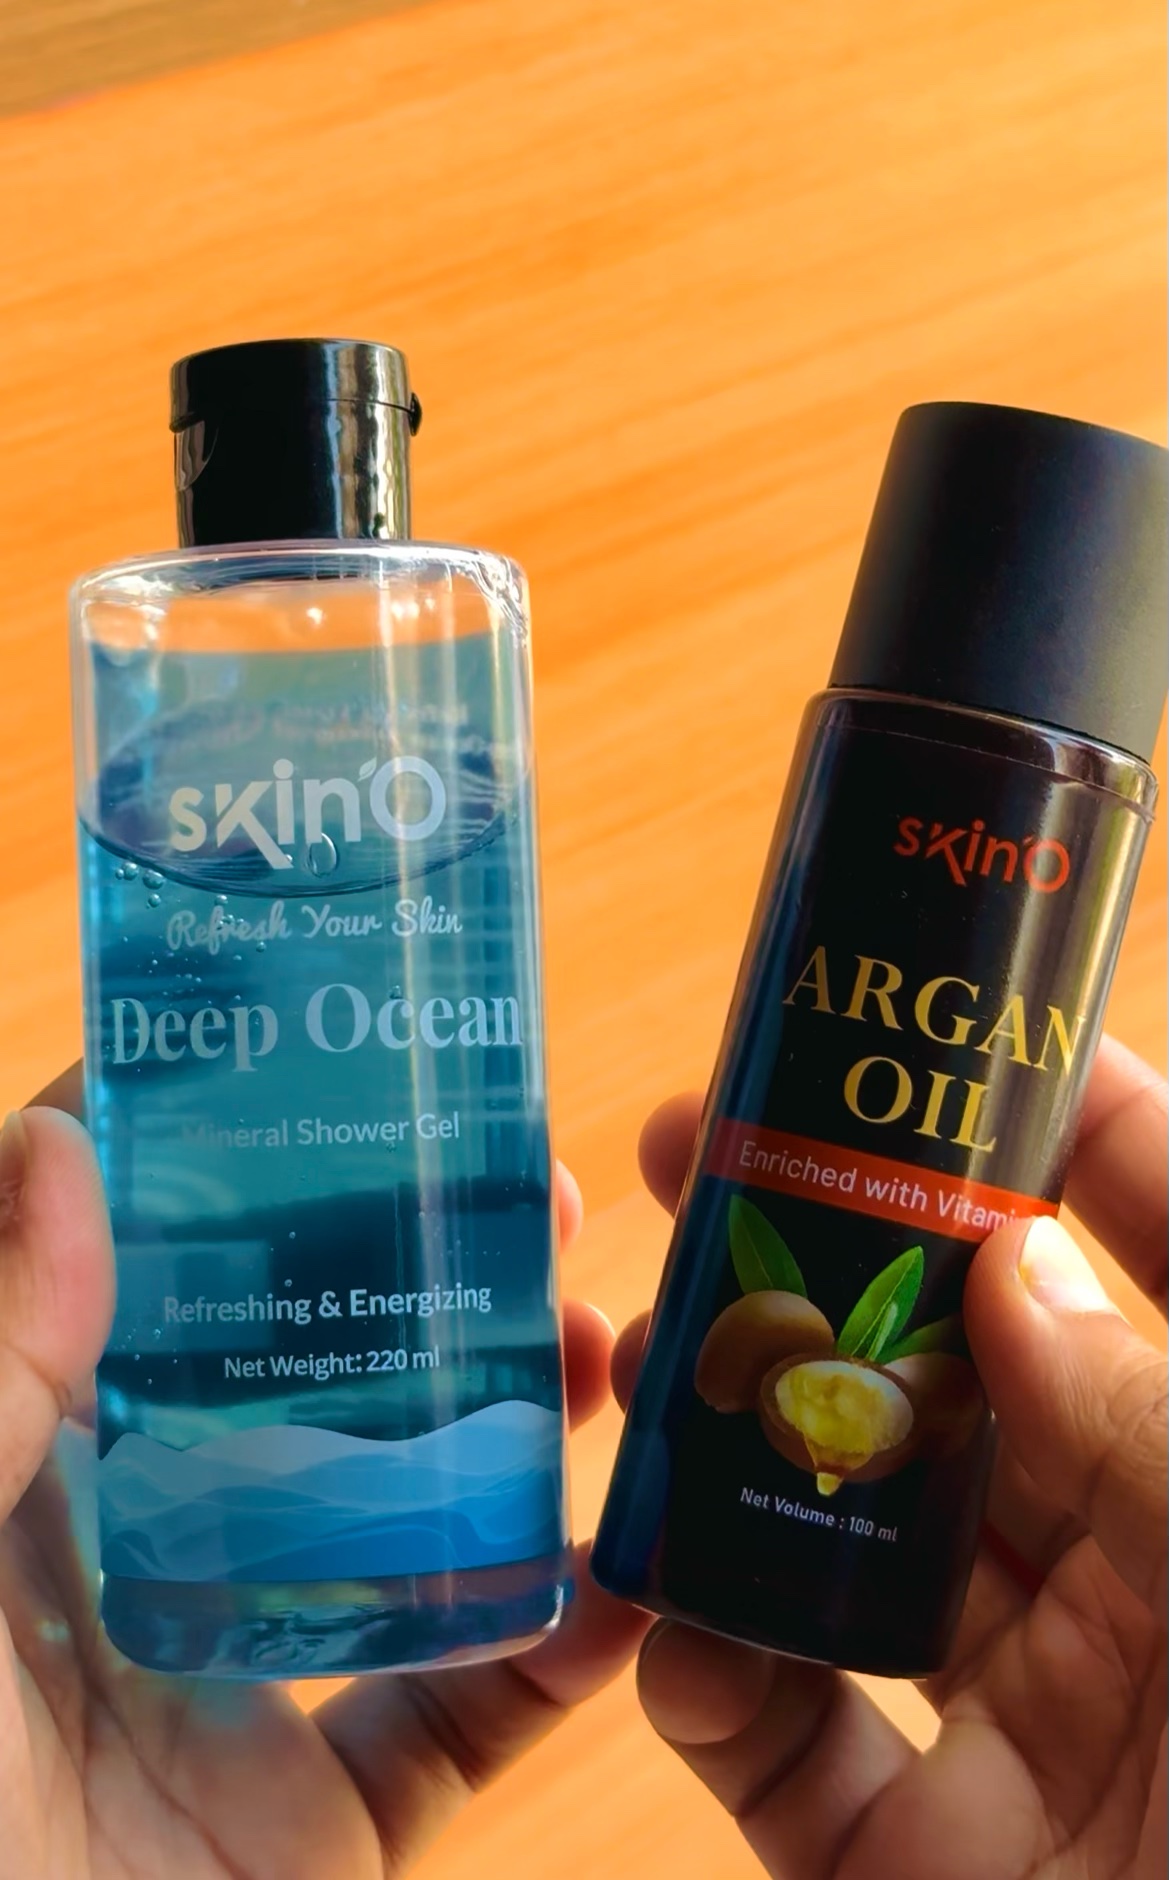 skin'O
Refresh Your Skin
Deep Ocean
Mineral Shower Gel
Refreshing & Energizing
Net Weight: 220 ml
skin'O
ARGAN
OIL
Enriched with
Net Volume : 100 ml